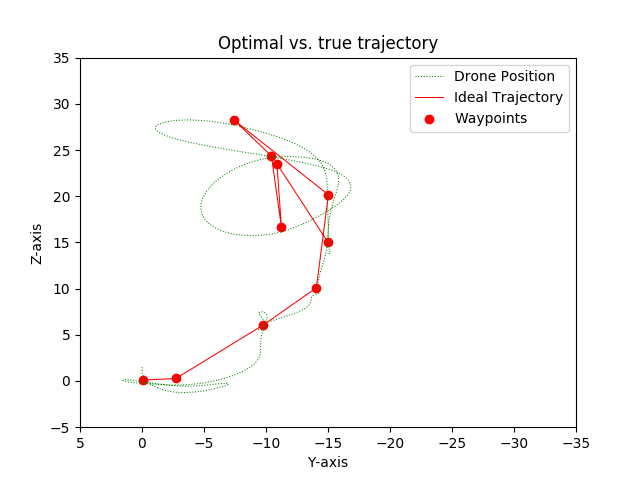 Optimal vs. true trajectory
Drone Position
Ideal Trajectory
Waypoints
35
30
25
20
15
10
5
0
−5
Z-axis
5 0 −5 −10 −15 −20 −25 −30 −35
Y-axis